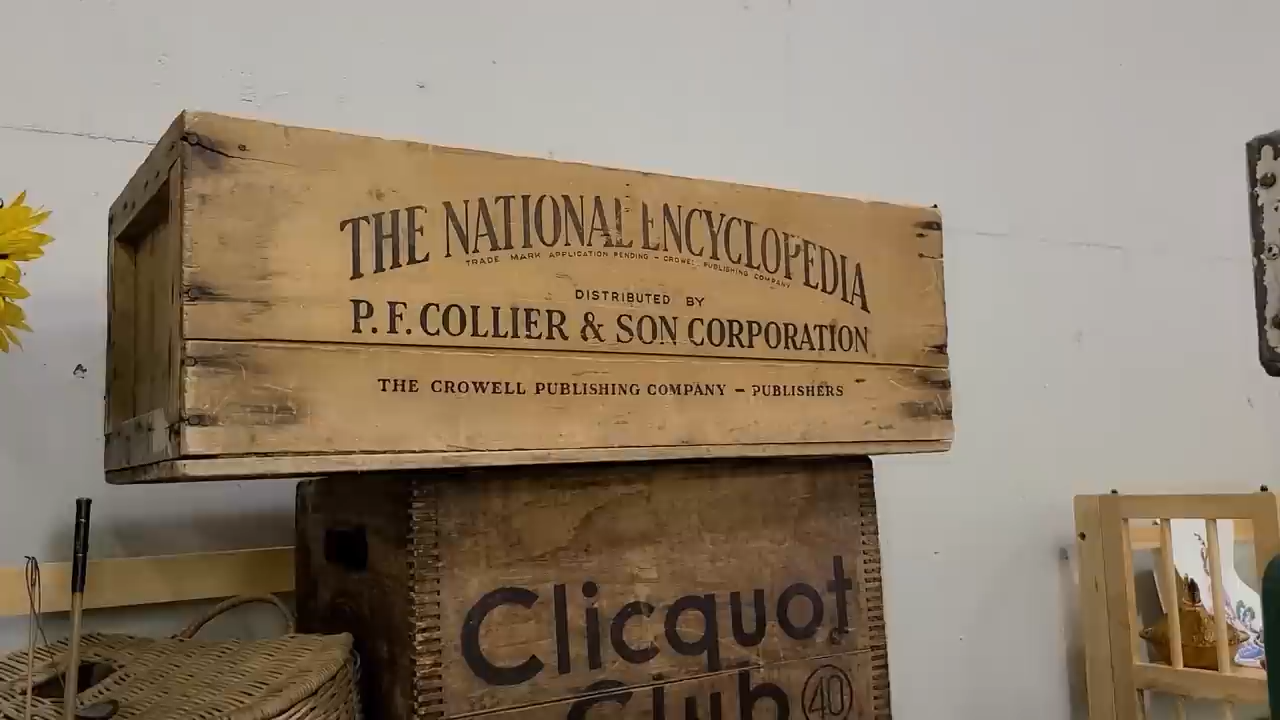 THE NATIONAL ENCYCLOPEDIA
TRADE MARK APPLICATION PENDING - CROWELL PUBLISHING COMPANY
DISTRIBUTED BY
P. F. COLLIER & SON CORPORATION
THE CROWELL PUBLISHING COMPANY - PUBLISHERS
Clicquot
Club 40